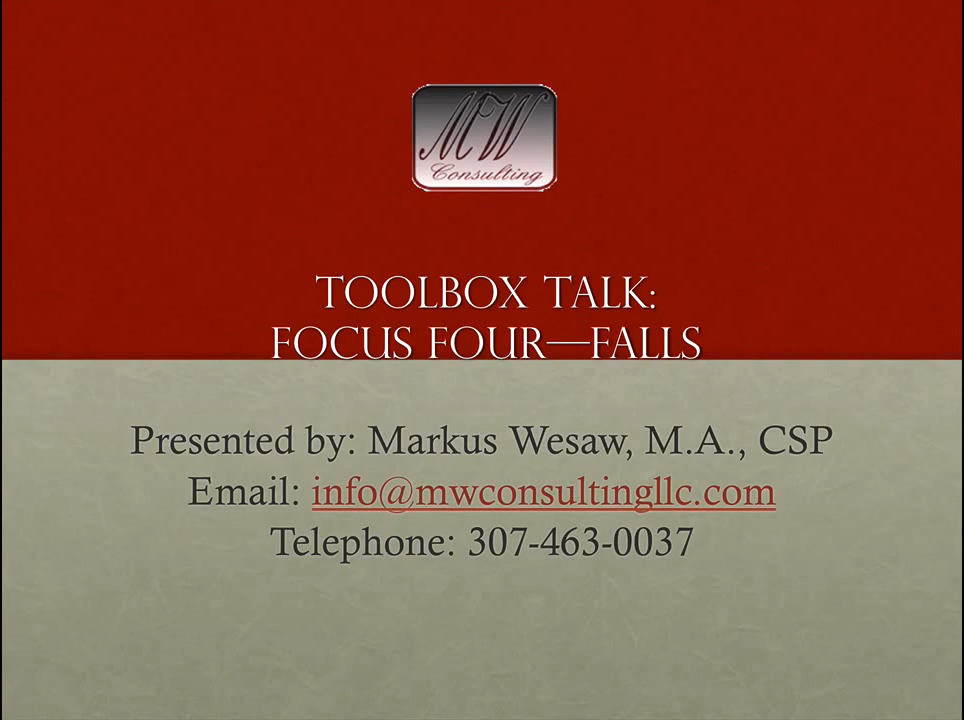 MW
Consulting
TOOLBOX TALK:
FOCUS FOUR—FALLS
Presented by: Markus Wesaw, M.A., CSP
Email: info@mwconsultingllc.com
Telephone: 307-463-0037